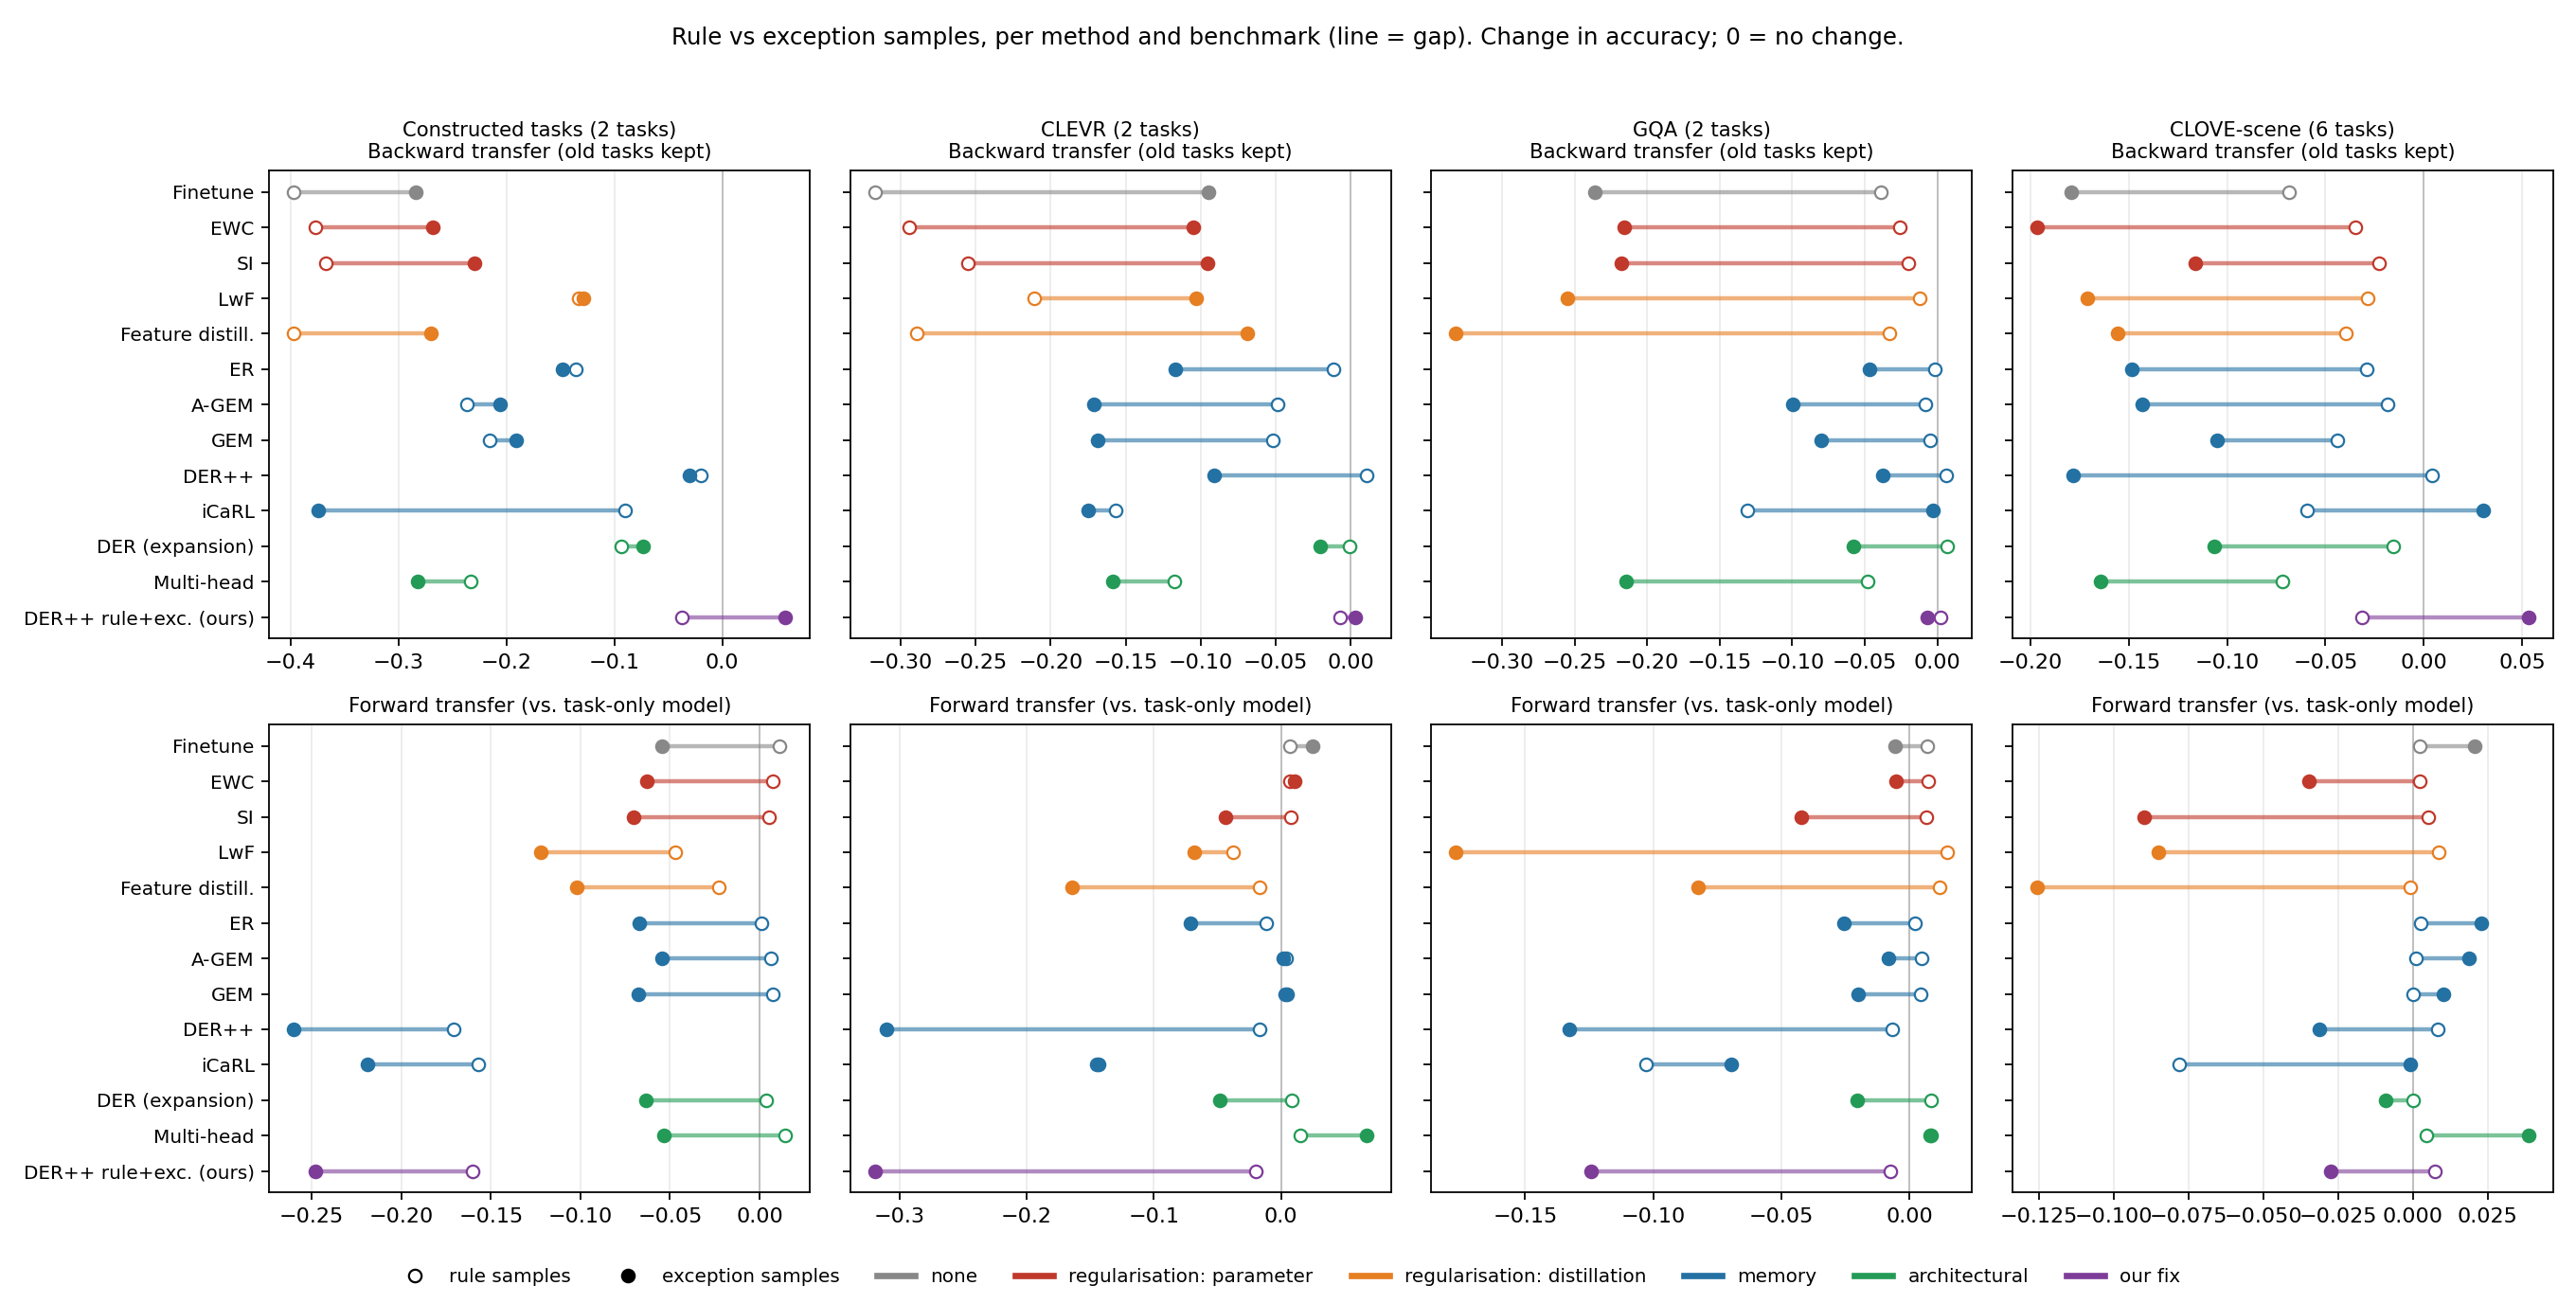 Rule vs exception samples, per method and benchmark (line = gap). Change in accuracy; 0 = no change.
Constructed tasks (2 tasks)
Backward transfer (old tasks kept)
CLEVR (2 tasks)
Backward transfer (old tasks kept)
GQA (2 tasks)
Backward transfer (old tasks kept)
CLOVE-scene (6 tasks)
Backward transfer (old tasks kept)
Finetune
EWC
SI
LwF
Feature distill.
ER
A-GEM
GEM
DER++
iCaRL
DER (expansion)
Multi-head
DER++ rule+exc. (ours)
−0.4 −0.3 −0.2 −0.1 0.0
−0.30 −0.25 −0.20 −0.15 −0.10 −0.05 0.00
−0.30 −0.25 −0.20 −0.15 −0.10 −0.05 0.00
−0.20 −0.15 −0.10 −0.05 0.00 0.05
Forward transfer (vs. task-only model)
Forward transfer (vs. task-only model)
Forward transfer (vs. task-only model)
Forward transfer (vs. task-only model)
Finetune
EWC
SI
LwF
Feature distill.
ER
A-GEM
GEM
DER++
iCaRL
DER (expansion)
Multi-head
DER++ rule+exc. (ours)
−0.25 −0.20 −0.15 −0.10 −0.05 0.00
−0.3 −0.2 −0.1 0.0
−0.15 −0.10 −0.05 0.00
−0.125 −0.100 −0.075 −0.050 −0.025 0.000 0.025
rule samples exception samples none regularisation: parameter regularisation: distillation memory architectural our fix